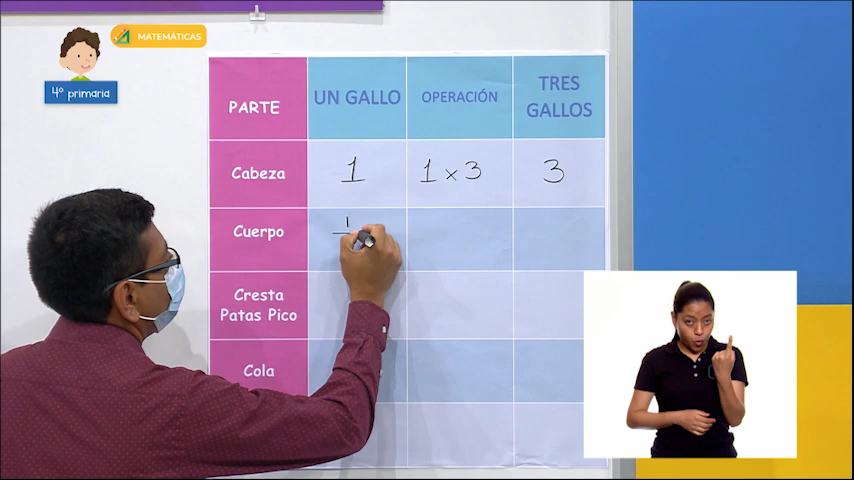 MATEMÁTICAS
4º primaria
PARTE
UN GALLO
OPERACIÓN
TRES
GALLOS
Cabeza
1
1 x 3
3
Cuerpo
1
Cresta
Patas Pico
Cola